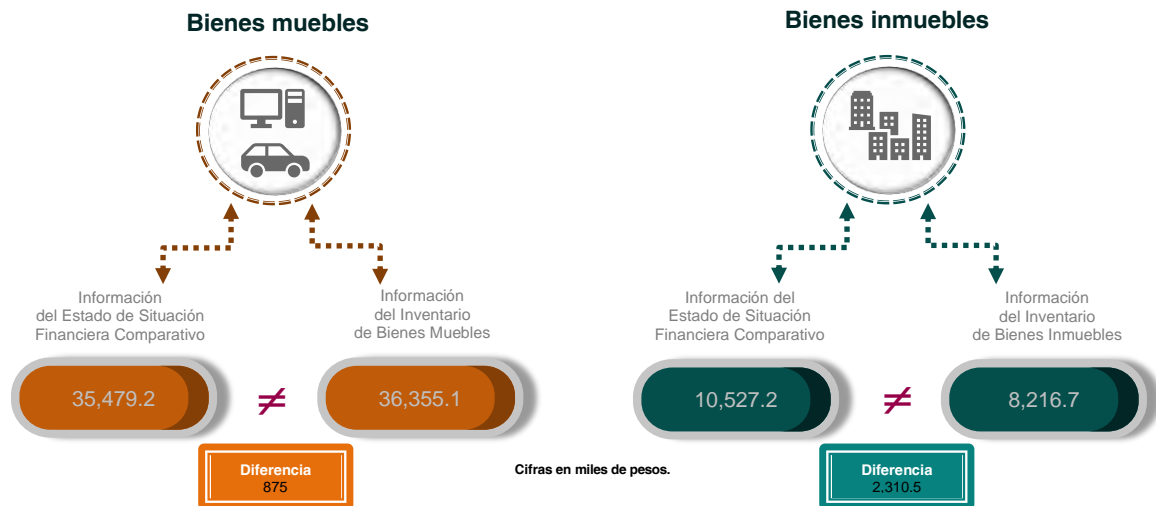 Bienes muebles
Información
del Estado de Situación
Financiera Comparativo
Información
del Inventario
de Bienes Muebles
35,479.2
≠
36,355.1
Diferencia
875
Cifras en miles de pesos.
Bienes inmuebles
Información del
Estado de Situación
Financiera Comparativo
Información
del Inventario
de Bienes Inmuebles
10,527.2
≠
8,216.7
Diferencia
2,310.5